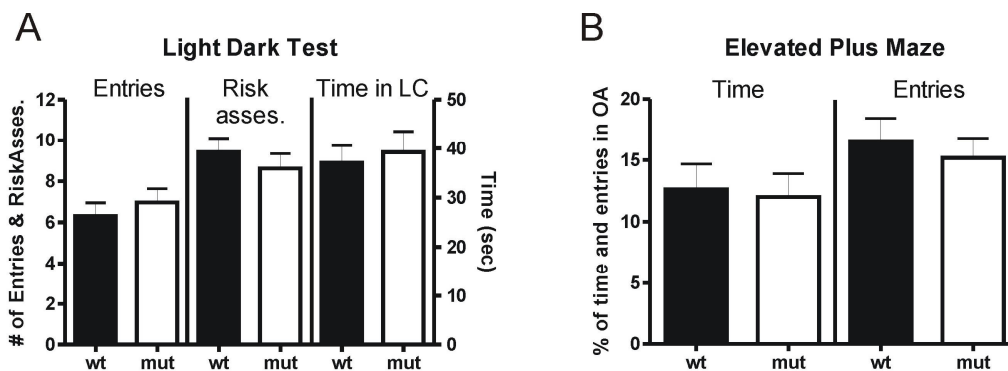 A
Light Dark Test
Entries
Risk
asses.
Time in LC
# of Entries & RiskAsses.
12
10
8
6
4
2
0
50
40
30
20
10
0
Time (sec)
wt mut wt mut wt mut
B
Elevated Plus Maze
Time
Entries
% of time and entries in OA
20
15
10
5
0
wt mut wt mut